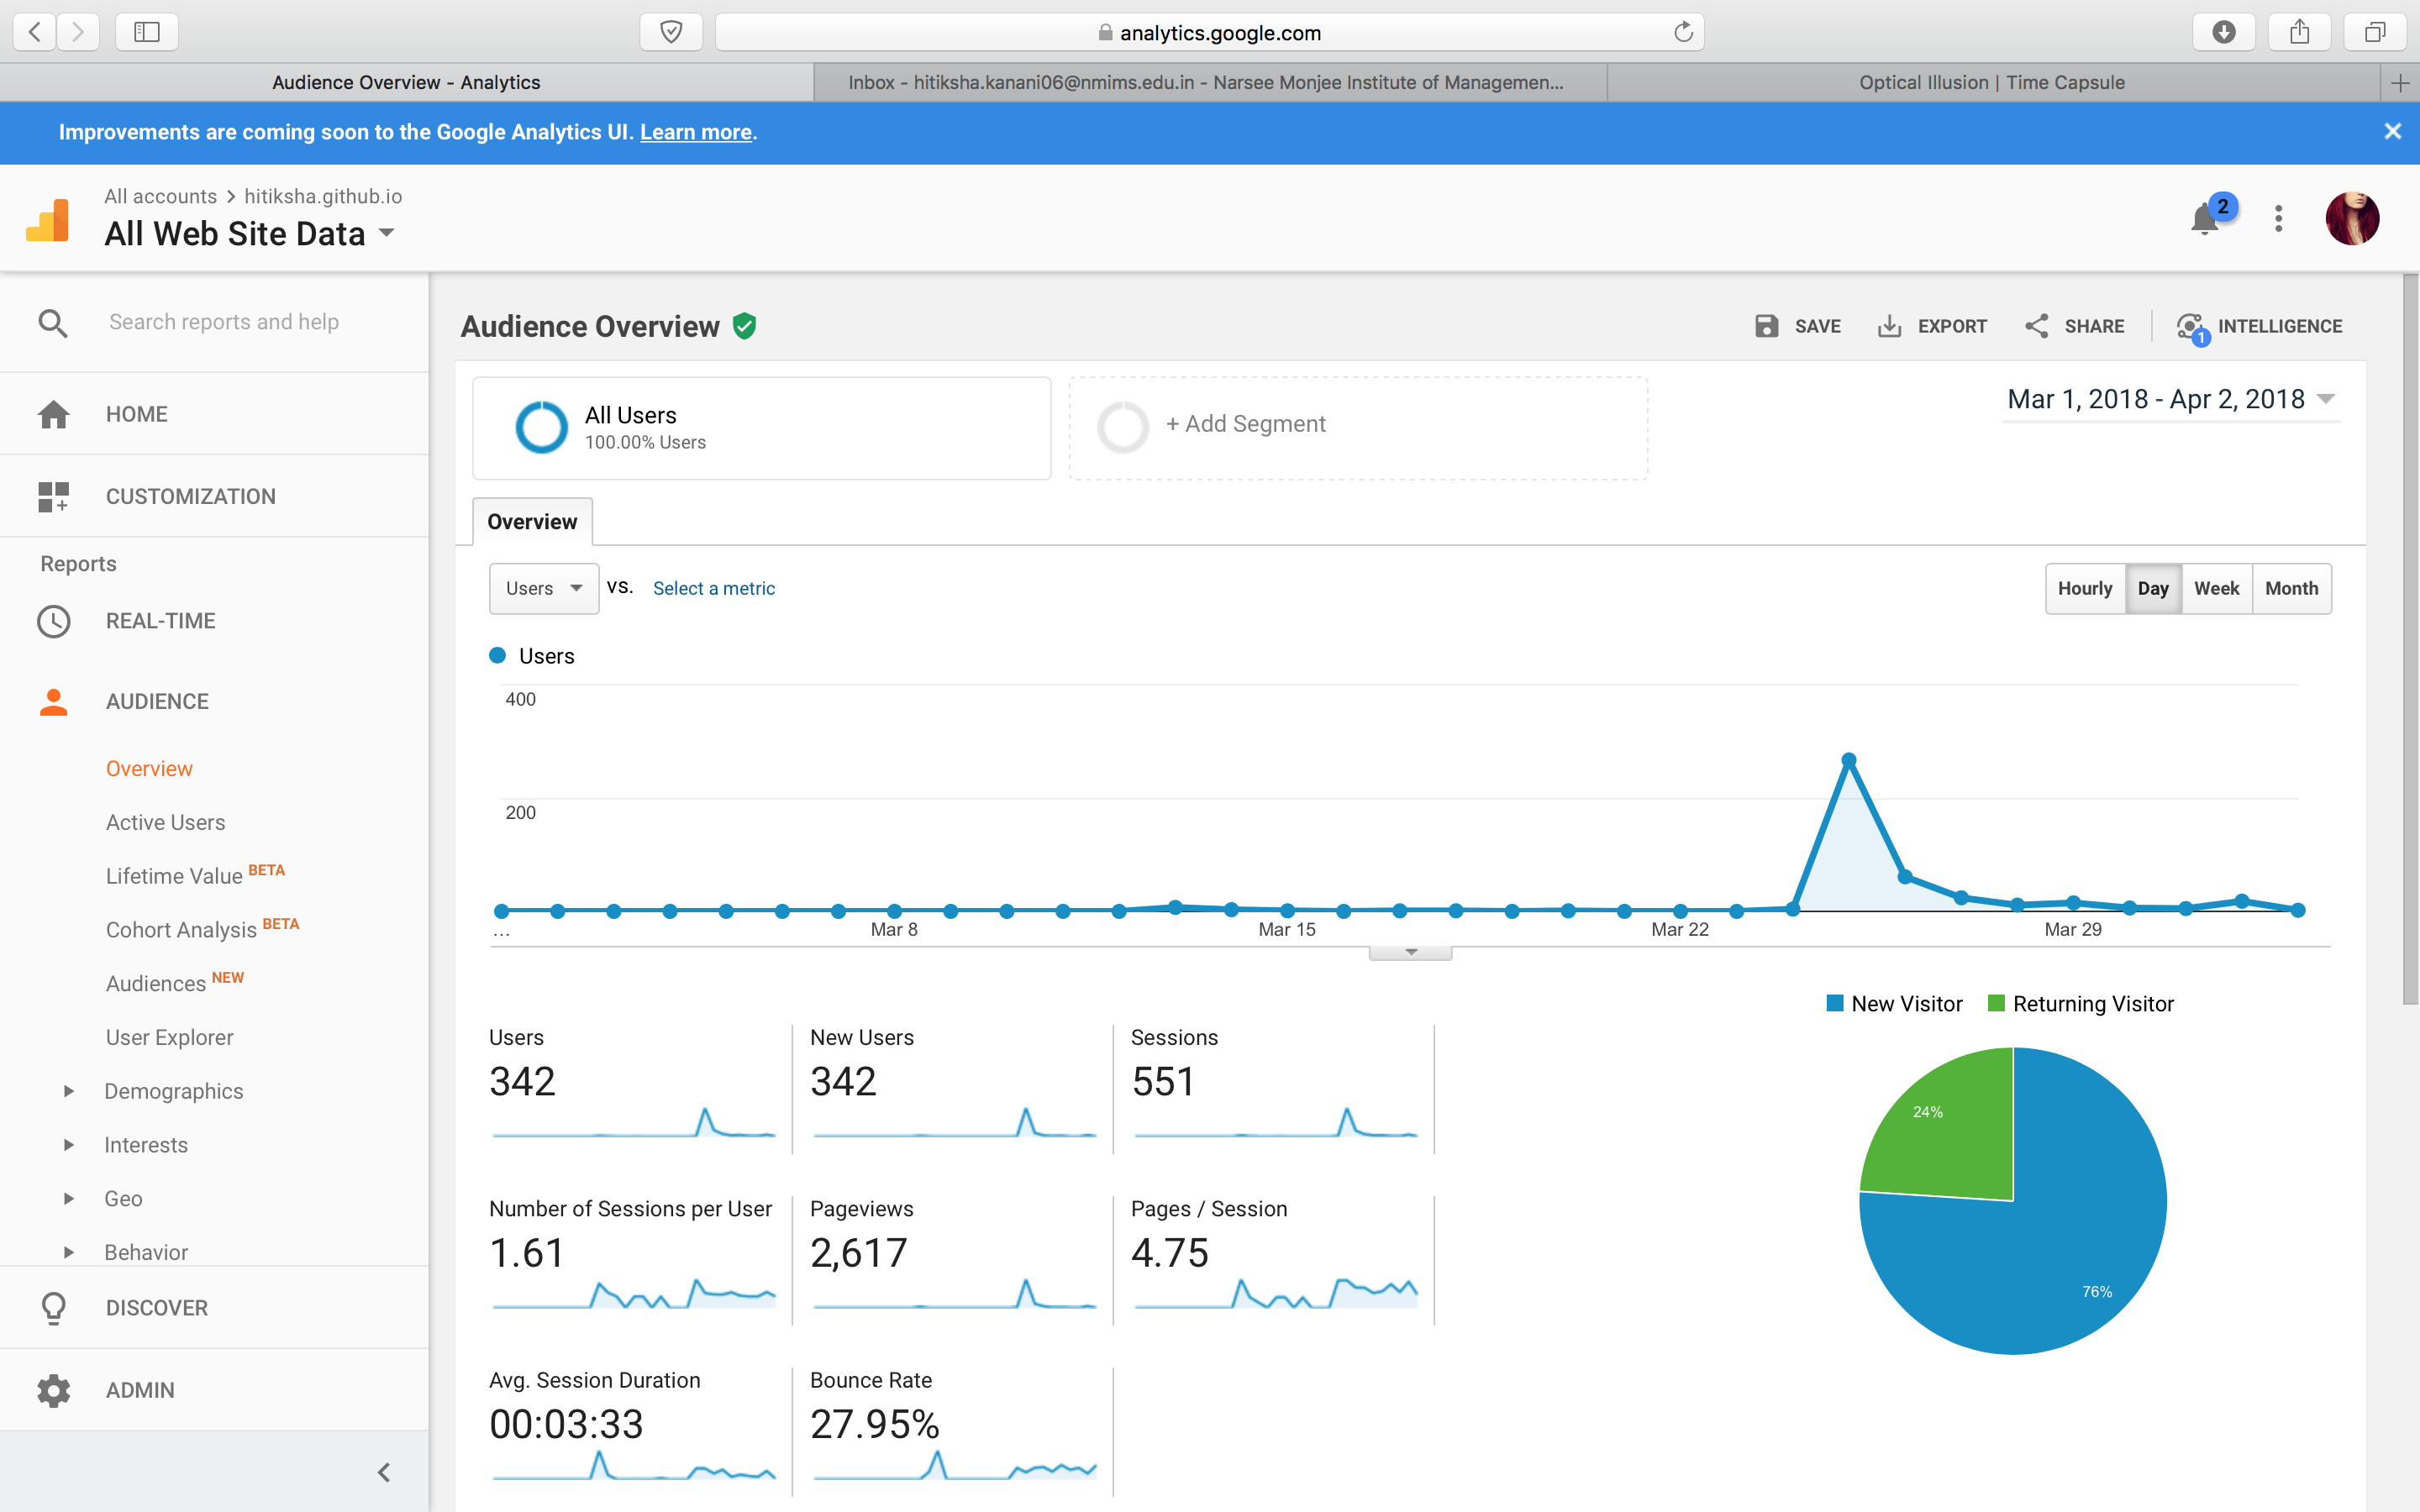 analytics.google.com
Audience Overview - Analytics
Inbox - hitiksha.kanani06@nmims.edu.in - Narsee Monjee Institute of Managemen...
Optical Illusion | Time Capsule
Improvements are coming soon to the Google Analytics UI. Learn more.
All accounts > hitiksha.github.io
All Web Site Data
2
Search reports and help
HOME
CUSTOMIZATION
Reports
REAL-TIME
AUDIENCE
Overview
Active Users
Lifetime Value BETA
Cohort Analysis BETA
Audiences NEW
User Explorer
Demographics
Interests
Geo
Behavior
DISCOVER
ADMIN
Audience Overview
SAVE
EXPORT
SHARE
1
INTELLIGENCE
All Users
100.00% Users
+ Add Segment
Mar 1, 2018 - Apr 2, 2018
Overview
Users
VS.
Select a metric
Hourly
Day
Week
Month
Users
400
200
...
Mar 8
Mar 15
Mar 22
Mar 29
New Visitor
Returning Visitor
24%
76%
Users
342
New Users
342
Sessions
551
Number of Sessions per User
1.61
Pageviews
2,617
Pages / Session
4.75
Avg. Session Duration
00:03:33
Bounce Rate
27.95%